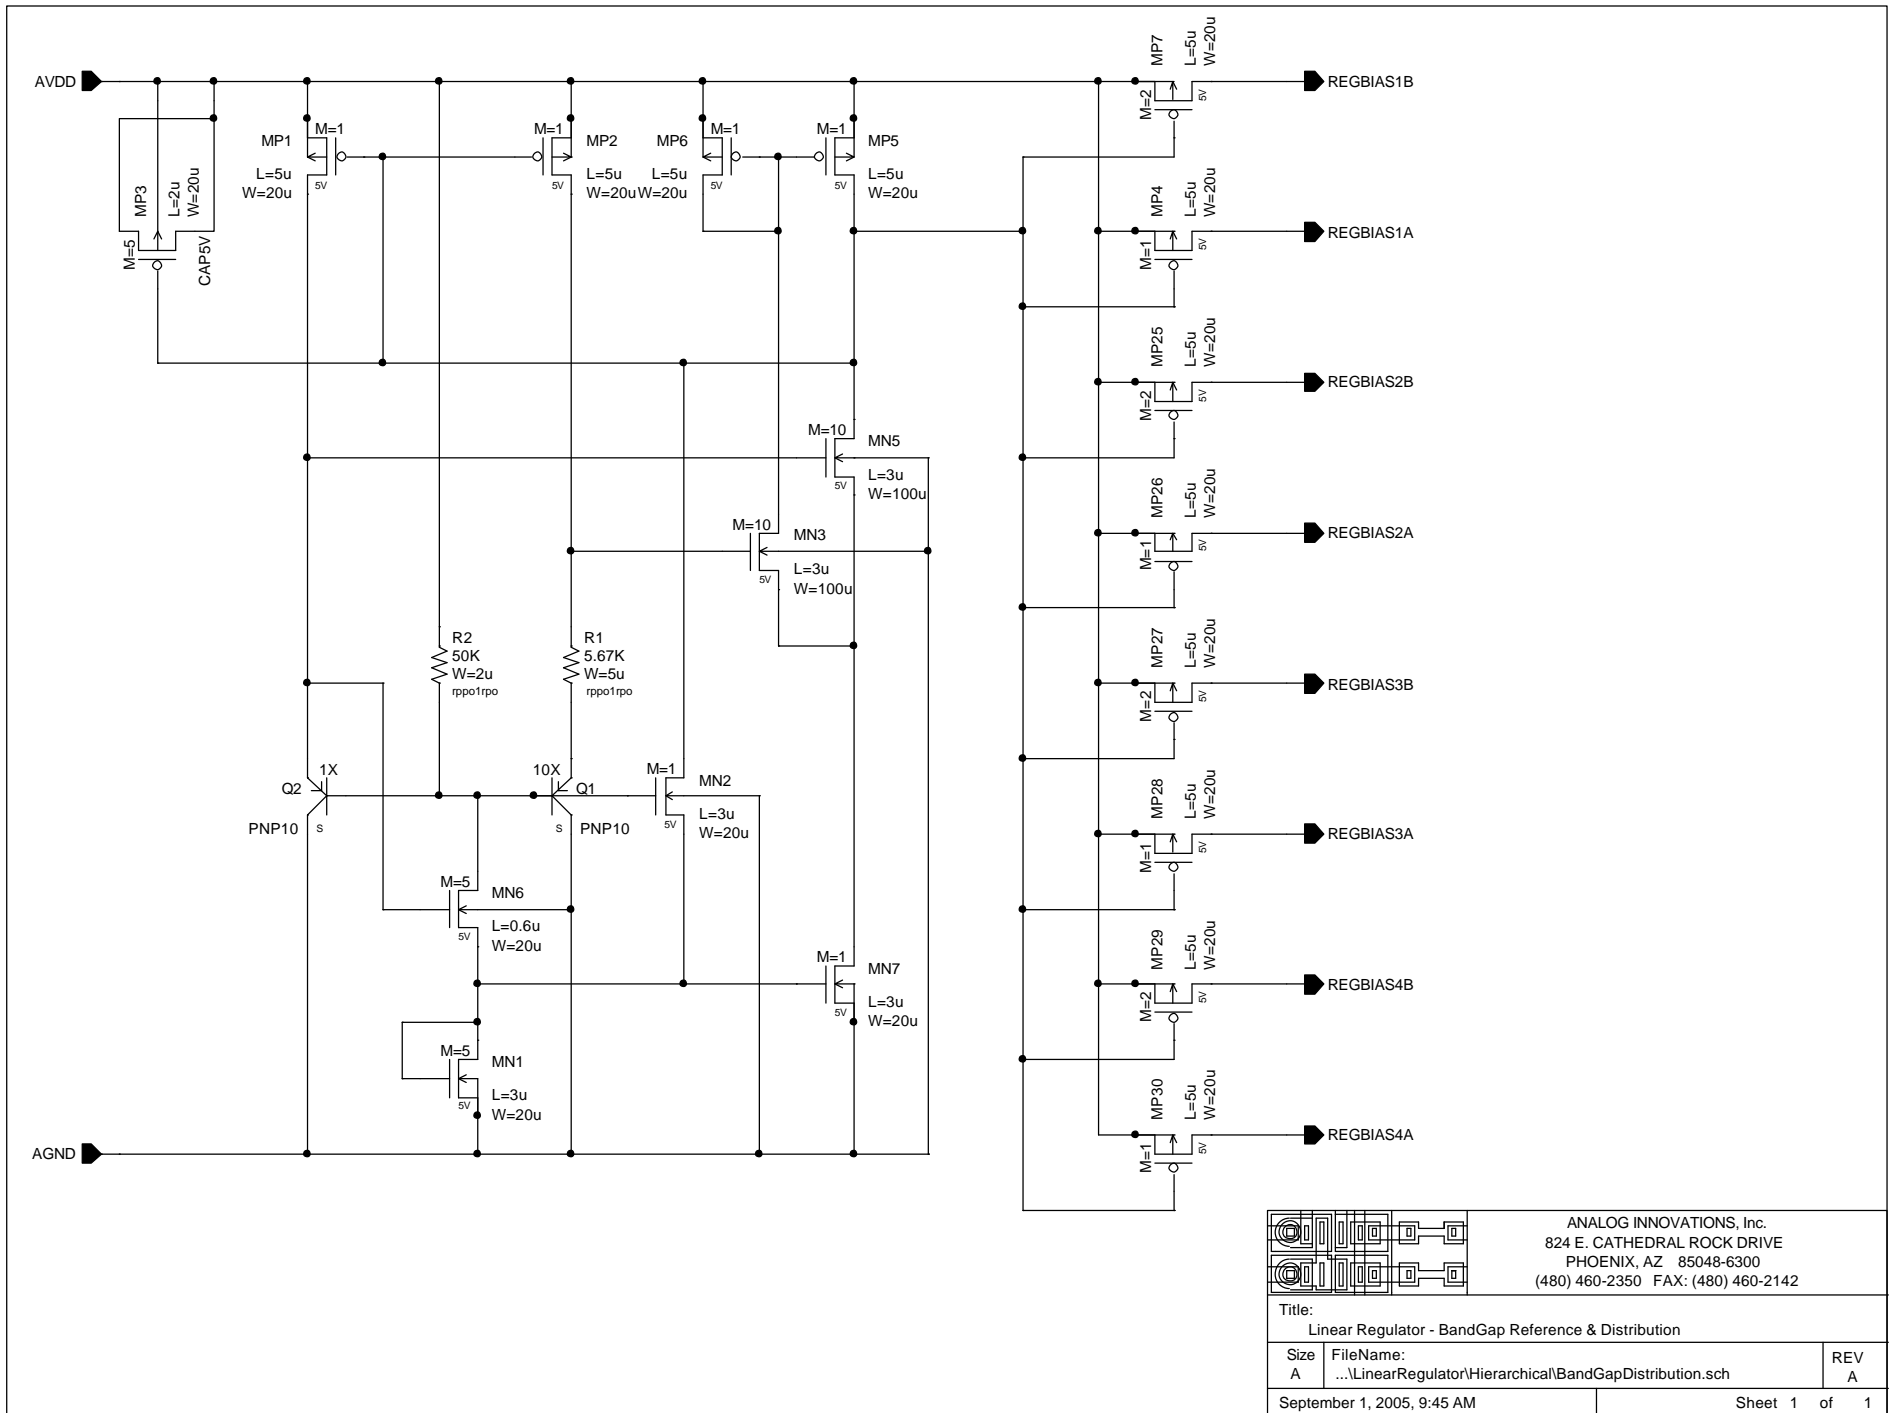 AVDD
MP3
L=2u
W=20u
M=5
CAP5V
MP1
M=1
L=5u
W=20u
5V
M=1
MP2
L=5u
W=20u
5V
MP6
M=1
L=5u
W=20u
5V
M=1
MP5
L=5u
W=20u
5V
M=10
MN5
L=3u
W=100u
5V
M=10
MN3
L=3u
W=100u
5V
R2
50K
W=2u
rppo1rpo
R1
5.67K
W=5u
rppo1rpo
Q2
1X
PNP10
S
10X
Q1
S
PNP10
M=1
MN2
L=3u
W=20u
5V
M=5
MN6
L=0.6u
W=20u
5V
M=1
MN7
L=3u
W=20u
5V
M=5
MN1
L=3u
W=20u
5V
AGND
MP7
L=5u
W=20u
M=2
5V
REGBIAS1B
MP4
L=5u
W=20u
M=1
5V
REGBIAS1A
MP25
L=5u
W=20u
M=2
5V
REGBIAS2B
MP26
L=5u
W=20u
M=1
5V
REGBIAS2A
MP27
L=5u
W=20u
M=2
5V
REGBIAS3B
MP28
L=5u
W=20u
M=1
5V
REGBIAS3A
MP29
L=5u
W=20u
M=2
5V
REGBIAS4B
MP30
L=5u
W=20u
M=1
5V
REGBIAS4A
ANALOG INNOVATIONS, Inc.
824 E. CATHEDRAL ROCK DRIVE
PHOENIX, AZ 85048-6300
(480) 460-2350 FAX: (480) 460-2142
Title:
Linear Regulator - BandGap Reference & Distribution
Size
A
FileName:
...\LinearRegulator\Hierarchical\BandGapDistribution.sch
REV
A
September 1, 2005, 9:45 AM
Sheet 1 of 1